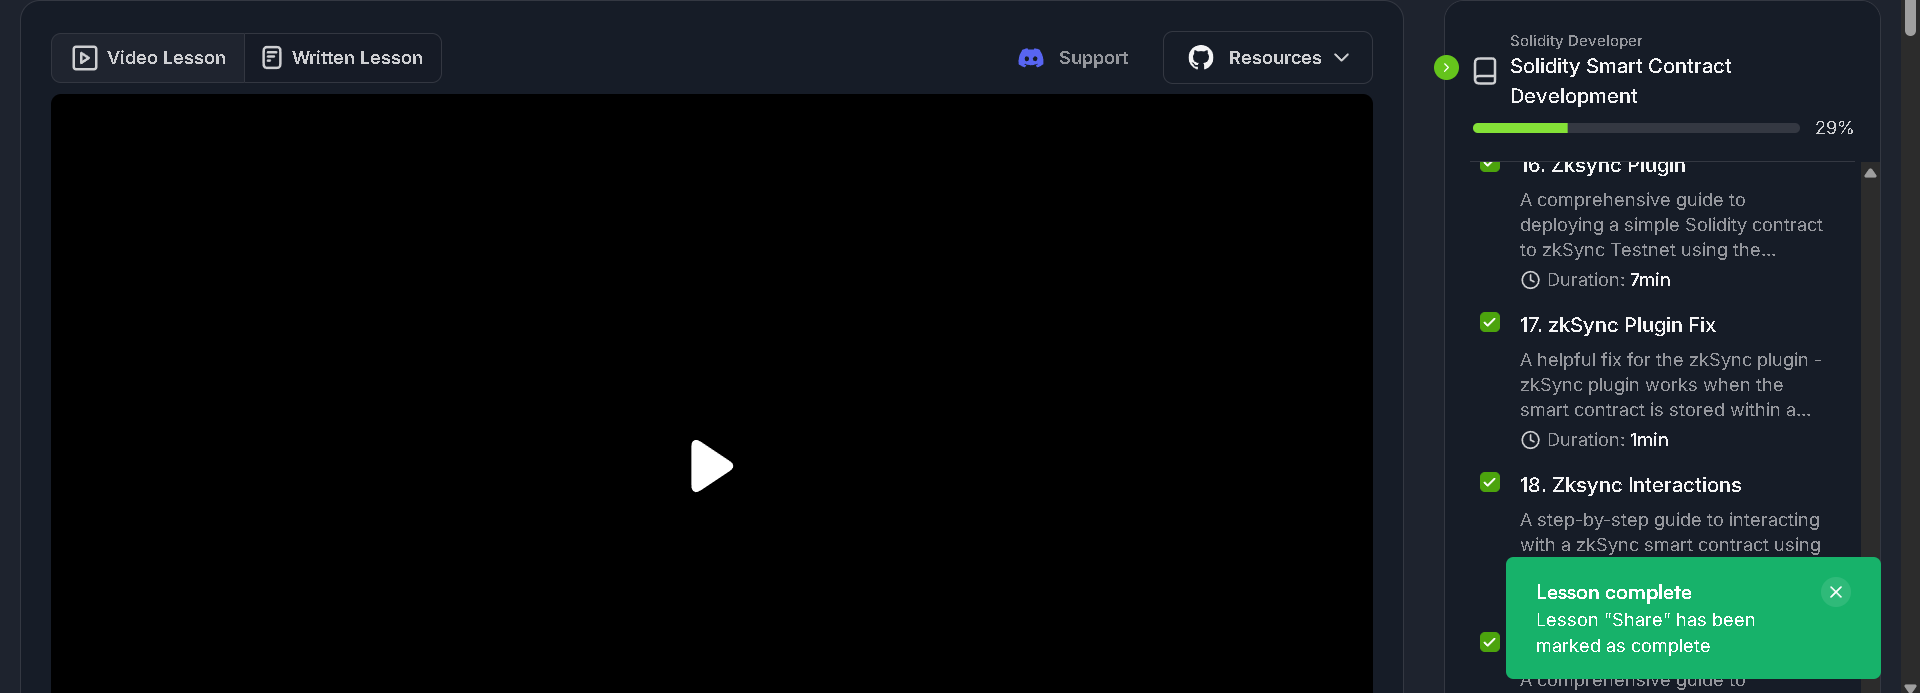 Video Lesson
Written Lesson
Support
Resources
Solidity Developer
Solidity Smart Contract
Development
29%
16. Zksync Plugin
A comprehensive guide to
deploying a simple Solidity contract
to zkSync Testnet using the...
Duration: 7min
17. zkSync Plugin Fix
A helpful fix for the zkSync plugin -
zkSync plugin works when the
smart contract is stored within a...
Duration: 1min
18. Zksync Interactions
A step-by-step guide to interacting
with a zkSync smart contract using
Lesson complete
Lesson "Share" has been
marked as complete
A comprehensive guide to